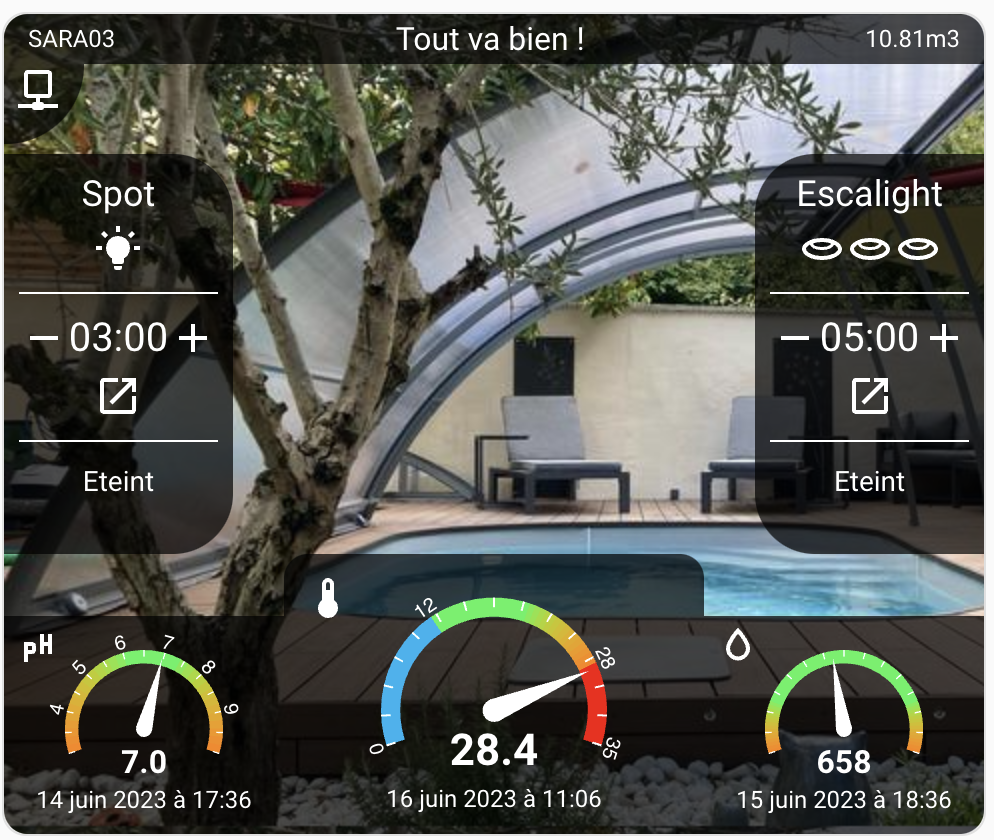 SARA03
Tout va bien !
10.81m3
Spot
03:00
Eteint
Escalight
05:00
Eteint
pH
4 5 6 7 8 9
7.0
14 juin 2023 à 17:36
0 12 28 35
28.4
16 juin 2023 à 11:06
658
15 juin 2023 à 18:36